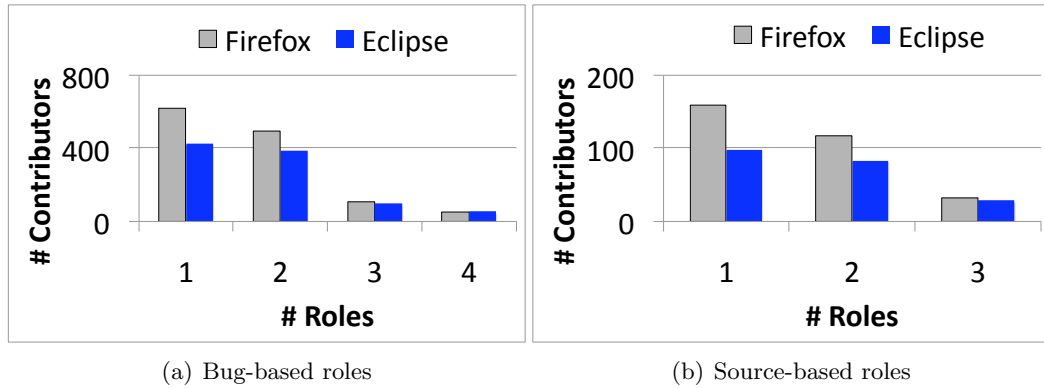 Firefox Eclipse
# Contributors
800
400
0
1 2 3 4
# Roles
(a) Bug-based roles
Firefox Eclipse
# Contributors
200
100
0
1 2 3
# Roles
(b) Source-based roles